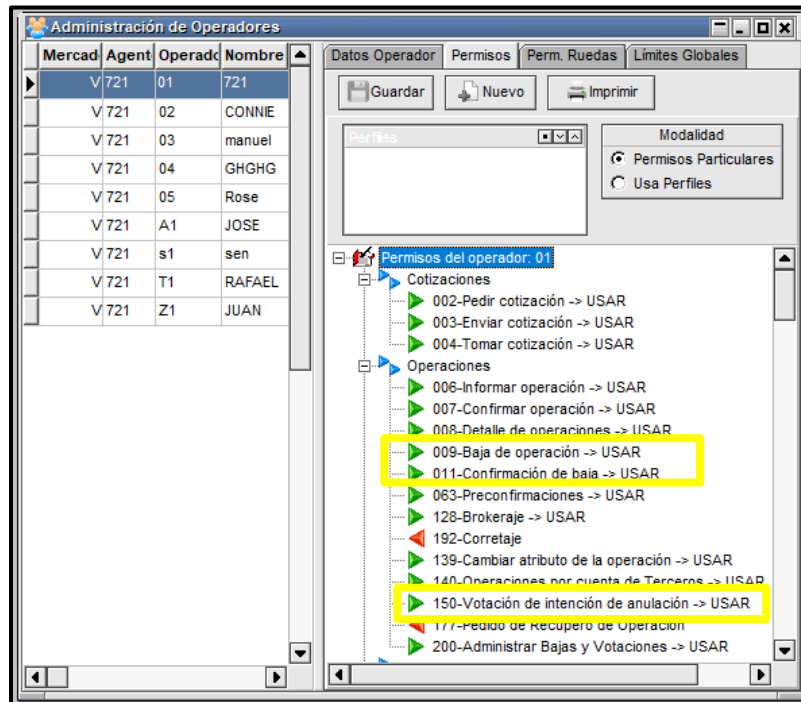 Administración de Operadores
Mercad Agent Operadc Nombre
V 721 01 721
V 721 02 CONNIE
V 721 03 manuel
V 721 04 GHGHG
V 721 05 Rose
V 721 A1 JOSE
V 721 s1 sen
V 721 T1 RAFAEL
V 721 Z1 JUAN
Datos Operador Permisos Perm. Ruedas Límites Globales
Guardar Nuevo Imprimir
Perfiles
Modalidad
Permisos Particulares
Usa Perfiles
Permisos del operador: 01
Cotizaciones
002-Pedir cotización -> USAR
003-Enviar cotización -> USAR
004-Tomar cotización -> USAR
Operaciones
006-Informar operación -> USAR
007-Confirmar operación -> USAR
008-Detalle de operaciones -> USAR
009-Baja de operación -> USAR
011-Confirmación de baja -> USAR
063-Preconfirmaciones -> USAR
128-Brokeraje -> USAR
192-Corretaje
139-Cambiar atributo de la operación -> USAR
140-Operaciones por cuenta de Terceros -> USAR
150-Votación de intención de anulación -> USAR
177-Pedido de Recupero de Operación
200-Administrar Bajas y Votaciones -> USAR